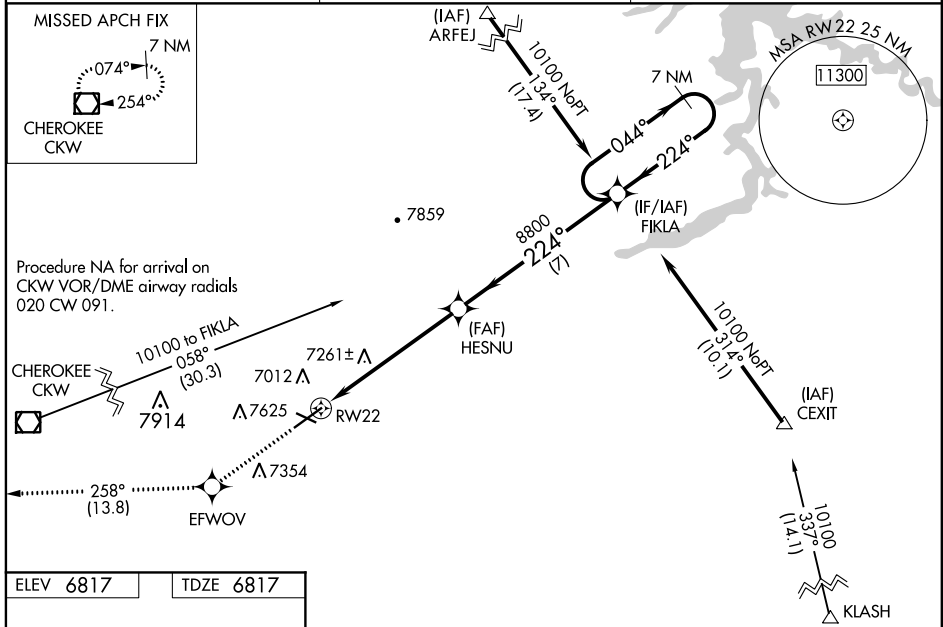 MISSED APCH FIX
7 NM
074°
254°
CHEROKEE
CKW
(IAF)
ARFEJ
10100 NoPT
134°
(17.4)
7 NM
044°
224°
MSA RW22 25 NM
11300
(IF/IAF)
FIKLA
7859
8800
224°
(7)
Procedure NA for arrival on
CKW VOR/DME airway radials
020 CW 091.
10100 to FIKLA
058°
(30.3)
(FAF)
HESNU
10100 NoPT
314°
(10.1)
CHEROKEE
CKW
7914
7261±
7012
7625
RW22
(IAF)
CEXIT
7354
258°
(13.8)
EFWOV
10100
337°
(14.1)
KLASH
ELEV 6817
TDZE 6817